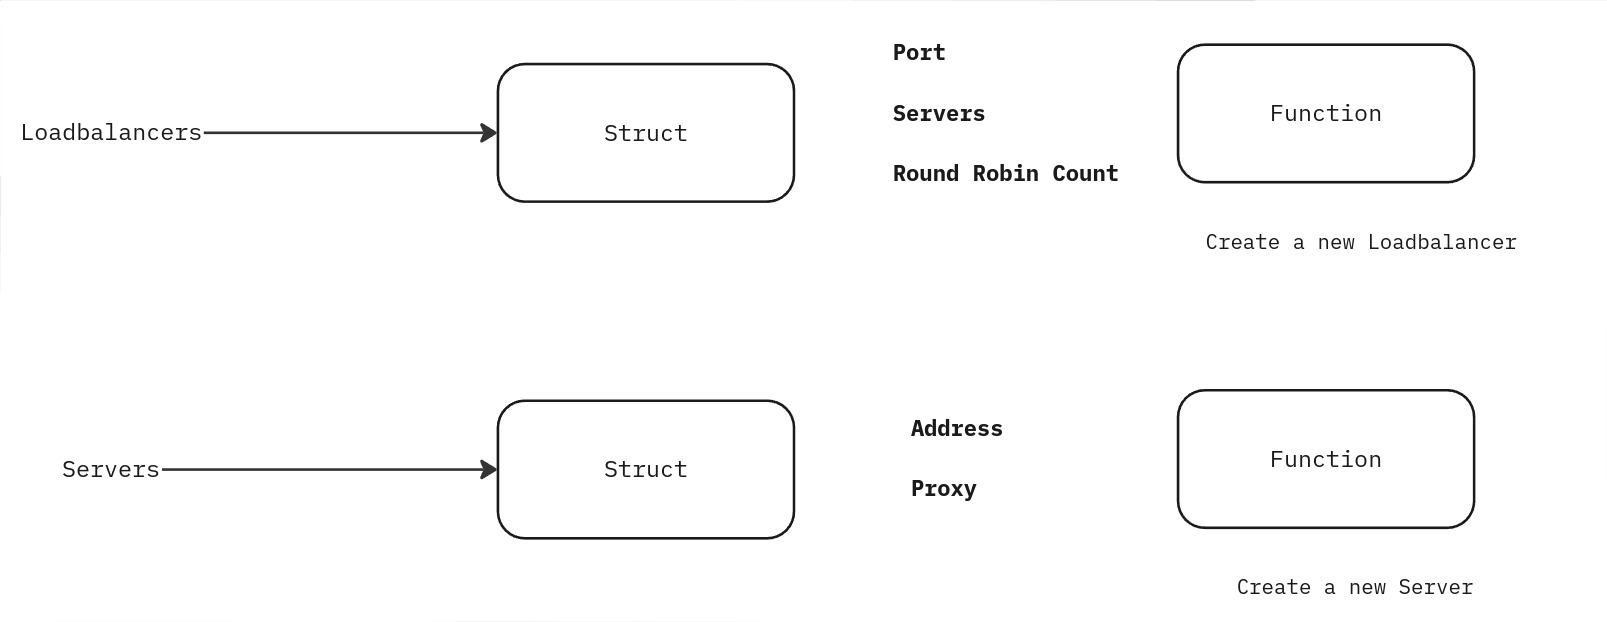 Loadbalancers
Struct
Port
Servers
Round Robin Count
Function
Create a new Loadbalancer
Servers
Struct
Address
Proxy
Function
Create a new Server